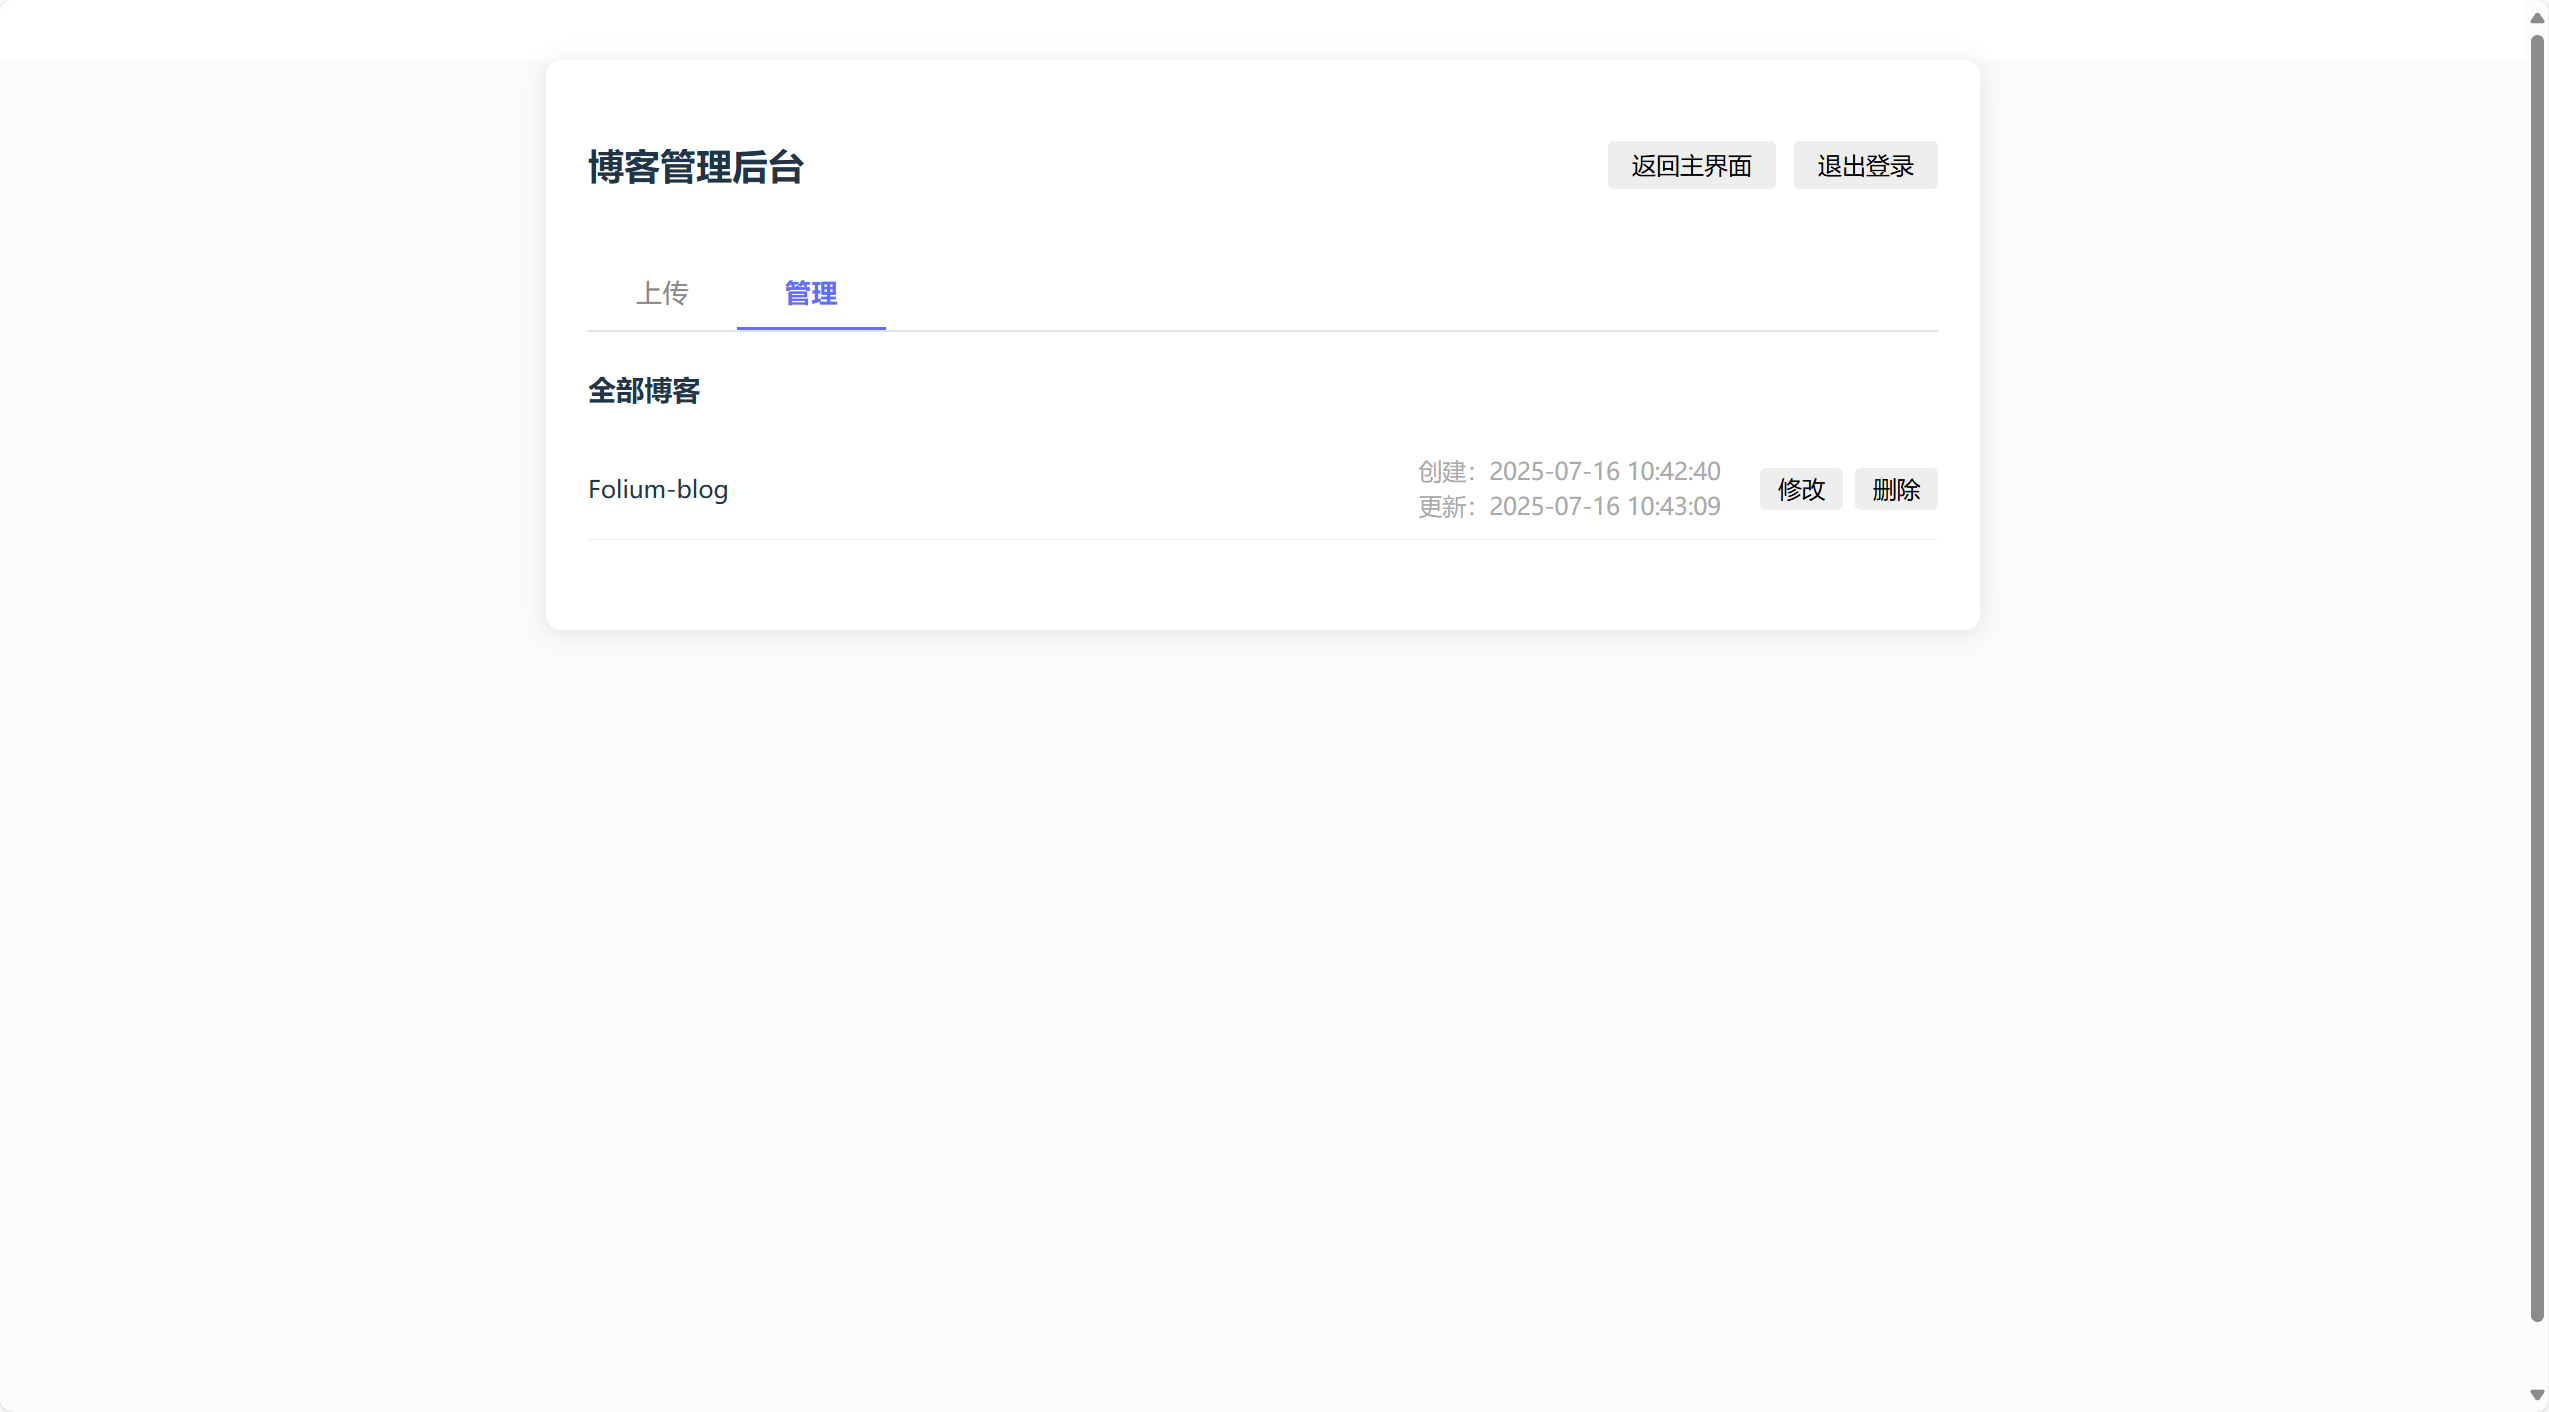 博客管理后台
返回主界面
退出登录
上传
管理
全部博客
Folium-blog
创建：2025-07-16 10:42:40
更新：2025-07-16 10:43:09
修改
删除